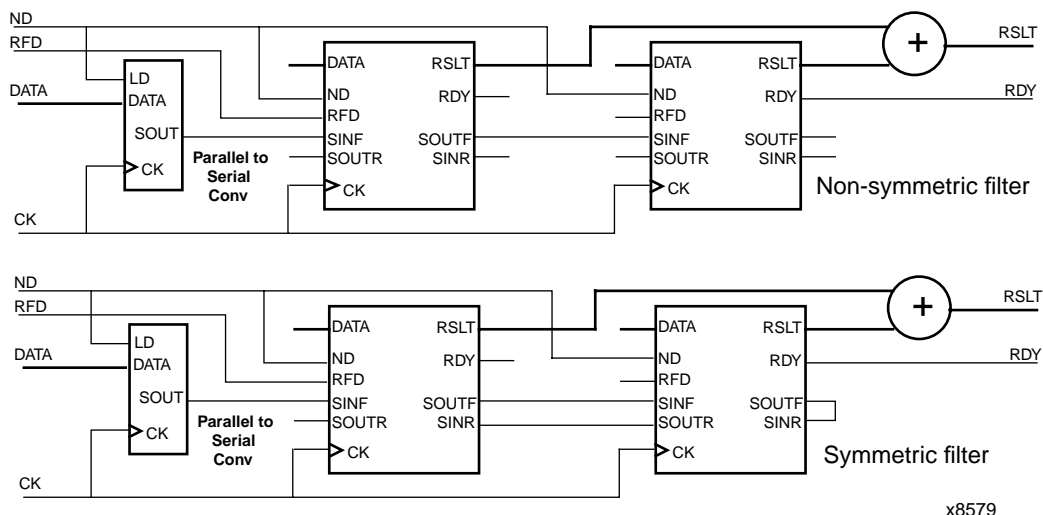 ND
RFD
DATA
CK
LD
DATA
SOUT
CK
Parallel to
Serial
Conv
DATA
ND
RFD
SINF
SOUTR
CK
RSLT
RDY
SOUTF
SINR
DATA
ND
RFD
SINF
SOUTR
CK
RSLT
RDY
SOUTF
SINR
+
RSLT
RDY
Non-symmetric filter
ND
RFD
DATA
CK
LD
DATA
SOUT
CK
Parallel to
Serial
Conv
DATA
ND
RFD
SINF
SOUTR
CK
RSLT
RDY
SOUTF
SINR
DATA
ND
RFD
SINF
SOUTR
CK
RSLT
RDY
SOUTF
SINR
+
RSLT
RDY
Symmetric filter
x8579